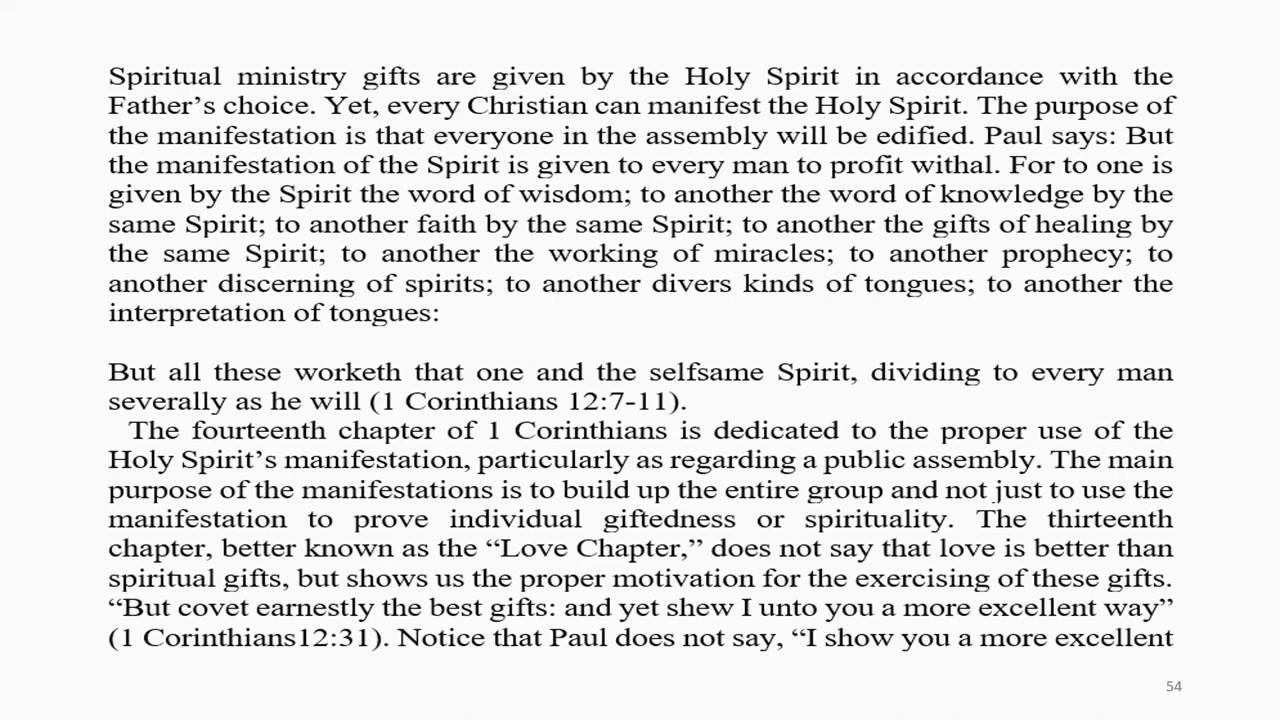 Spiritual ministry gifts are given by the Holy Spirit in accordance with the
Father’s choice. Yet, every Christian can manifest the Holy Spirit. The purpose of
the manifestation is that everyone in the assembly will be edified. Paul says: But
the manifestation of the Spirit is given to every man to profit withal. For to one is
given by the Spirit the word of wisdom; to another the word of knowledge by the
same Spirit; to another faith by the same Spirit; to another the gifts of healing by
the same Spirit; to another the working of miracles; to another prophecy; to
another discerning of spirits; to another divers kinds of tongues; to another the
interpretation of tongues:
But all these worketh that one and the selfsame Spirit, dividing to every man
severally as he will (1 Corinthians 12:7-11).
The fourteenth chapter of 1 Corinthians is dedicated to the proper use of the
Holy Spirit’s manifestation, particularly as regarding a public assembly. The main
purpose of the manifestations is to build up the entire group and not just to use the
manifestation to prove individual giftedness or spirituality. The thirteenth
chapter, better known as the “Love Chapter,” does not say that love is better than
spiritual gifts, but shows us the proper motivation for the exercising of these gifts.
“But covet earnestly the best gifts: and yet shew I unto you a more excellent way”
(1 Corinthians12:31). Notice that Paul does not say, “I show you a more excellent
54